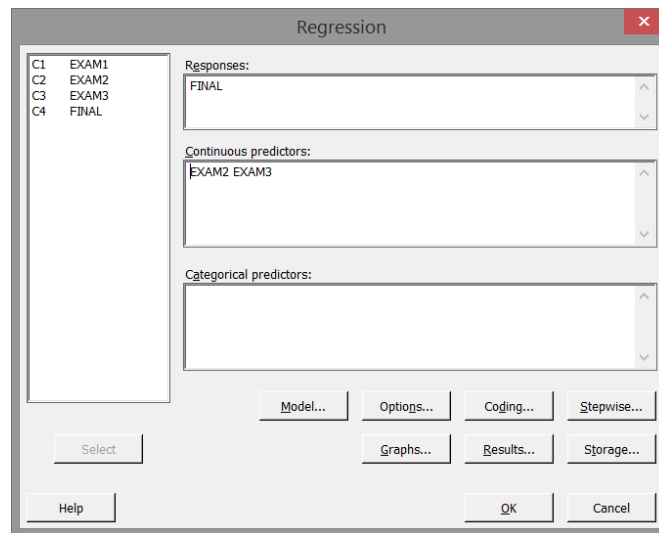 Regression
C1 EXAM1
C2 EXAM2
C3 EXAM3
C4 FINAL
Responses:
FINAL
Continuous predictors:
EXAM2 EXAM3
Categorical predictors:
Model... Options... Coding... Stepwise...
Select Graphs... Results... Storage...
Help OK Cancel